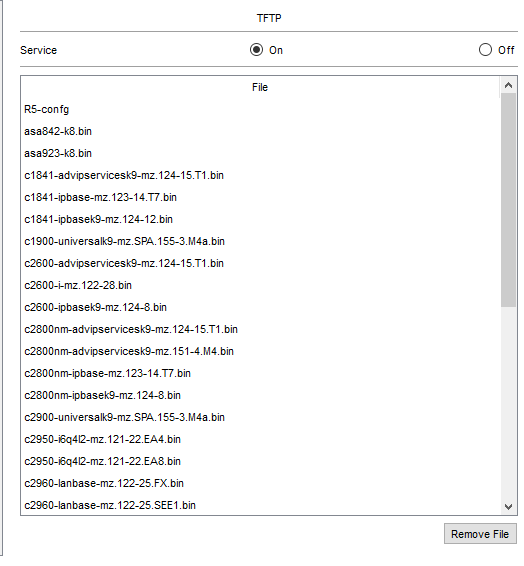 TFTP
Service On Off
File
R5-confg
asa842-k8.bin
asa923-k8.bin
c1841-advipservicesk9-mz.124-15.T1.bin
c1841-ipbase-mz.123-14.T7.bin
c1841-ipbasek9-mz.124-12.bin
c1900-universalk9-mz.SPA.155-3.M4a.bin
c2600-advipservicesk9-mz.124-15.T1.bin
c2600-i-mz.122-28.bin
c2600-ipbasek9-mz.124-8.bin
c2800nm-advipservicesk9-mz.124-15.T1.bin
c2800nm-advipservicesk9-mz.151-4.M4.bin
c2800nm-ipbase-mz.123-14.T7.bin
c2800nm-ipbasek9-mz.124-8.bin
c2900-universalk9-mz.SPA.155-3.M4a.bin
c2950-i6q4l2-mz.121-22.EA4.bin
c2950-i6q4l2-mz.121-22.EA8.bin
c2960-lanbase-mz.122-25.FX.bin
c2960-lanbase-mz.122-25.SEE1.bin
Remove File